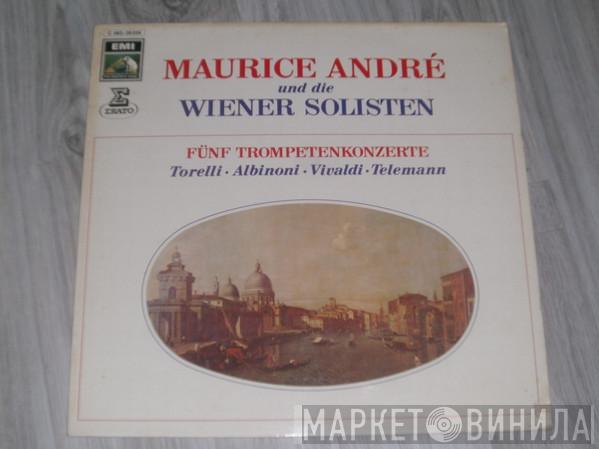 EMI
ERATO
MAURICE ANDRÉ
und die
WIENER SOLISTEN
FÜNF TROMPETENKONZERTE
Torelli · Albinoni · Vivaldi · Telemann
МАРКЕТ ВИНИЛА